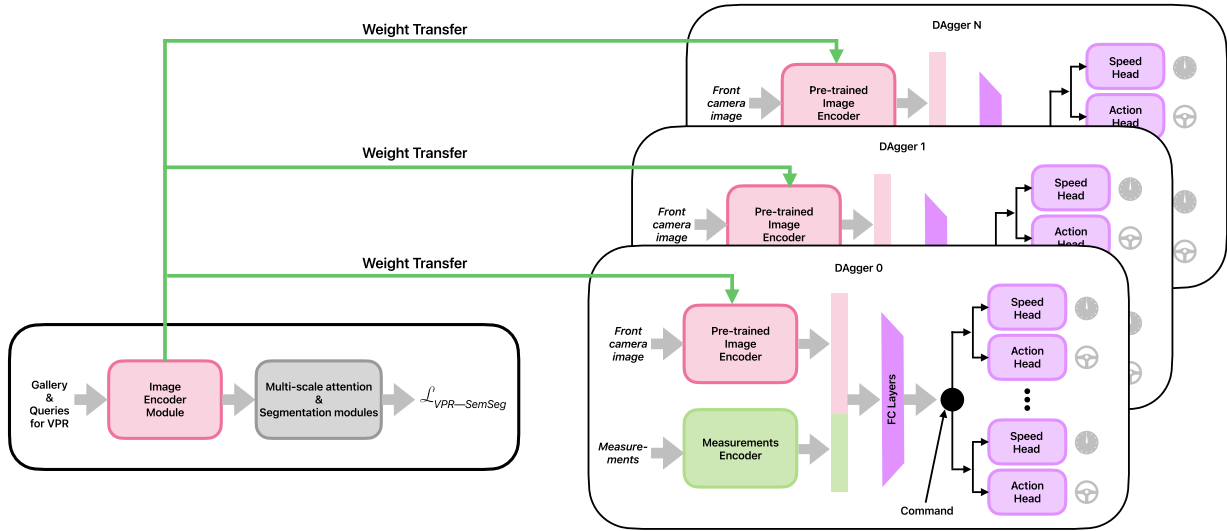 Weight Transfer
DAgger N
Front
camera
image
Pre-trained
Image
Encoder
Speed
Head
Action
Head
Weight Transfer
DAgger 1
Front
camera
image
Pre-trained
Image
Encoder
Speed
Head
Action
Head
Weight Transfer
DAgger 0
Front
camera
image
Pre-trained
Image
Encoder
Measure-
ments
Measurements
Encoder
FC Layers
Command
Speed
Head
Action
Head
Speed
Head
Action
Head
Gallery
&
Queries
for VPR
Image
Encoder
Module
Multi-scale attention
&
Segmentation modules
ℒ_VPR—SemSeg